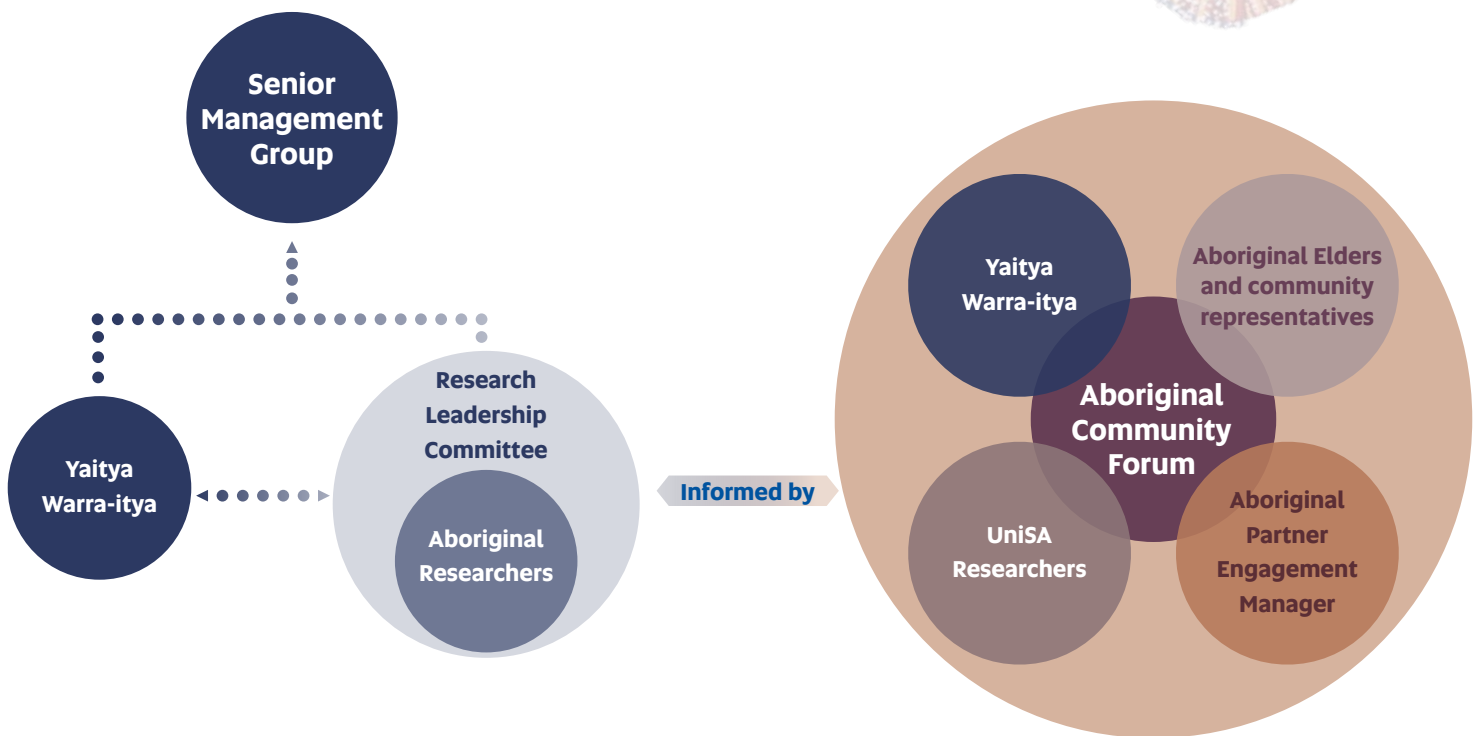 Senior
Management
Group
Yaitya
Warra-itya
Research
Leadership
Committee
Aboriginal
Researchers
Informed by
Yaitya
Warra-itya
Aboriginal Elders
and community
representatives
Aboriginal
Community
Forum
UniSA
Researchers
Aboriginal
Partner
Engagement
Manager